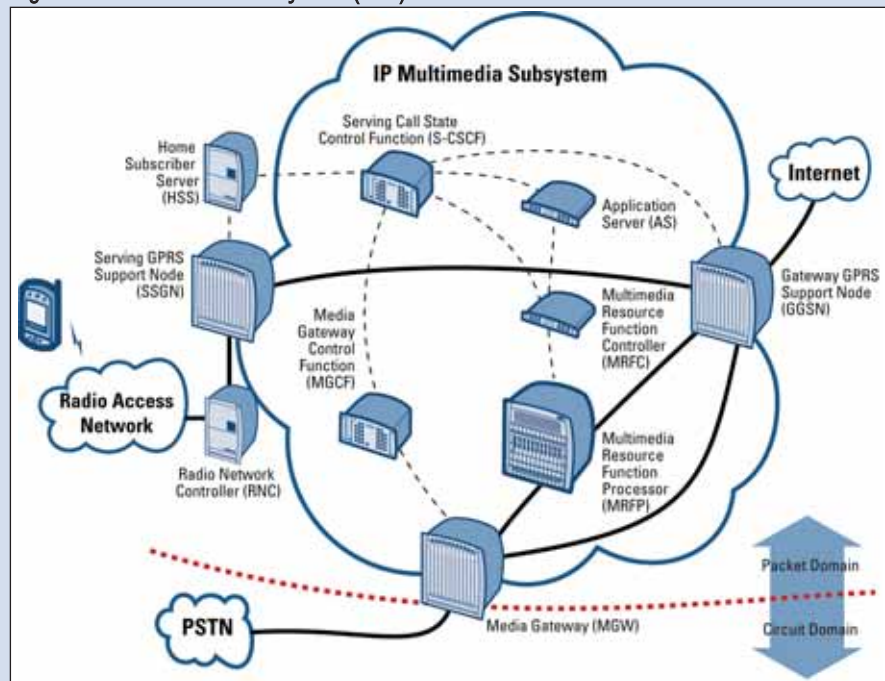 IP Multimedia Subsystem
Serving Call State
Control Function (S-CSCF)
Home
Subscriber
Server
(HSS)
Internet
Application
Server (AS)
Serving GPRS
Support Node
(SSGN)
Gateway GPRS
Support Node
(GGSN)
Media
Gateway
Control
Function
(MGCF)
Multimedia
Resource
Function
Controller
(MRFC)
Radio Access
Network
Multimedia
Resource
Function
Processor
(MRFP)
Radio Network
Controller (RNC)
Packet Domain
PSTN
Media Gateway (MGW)
Circuit Domain